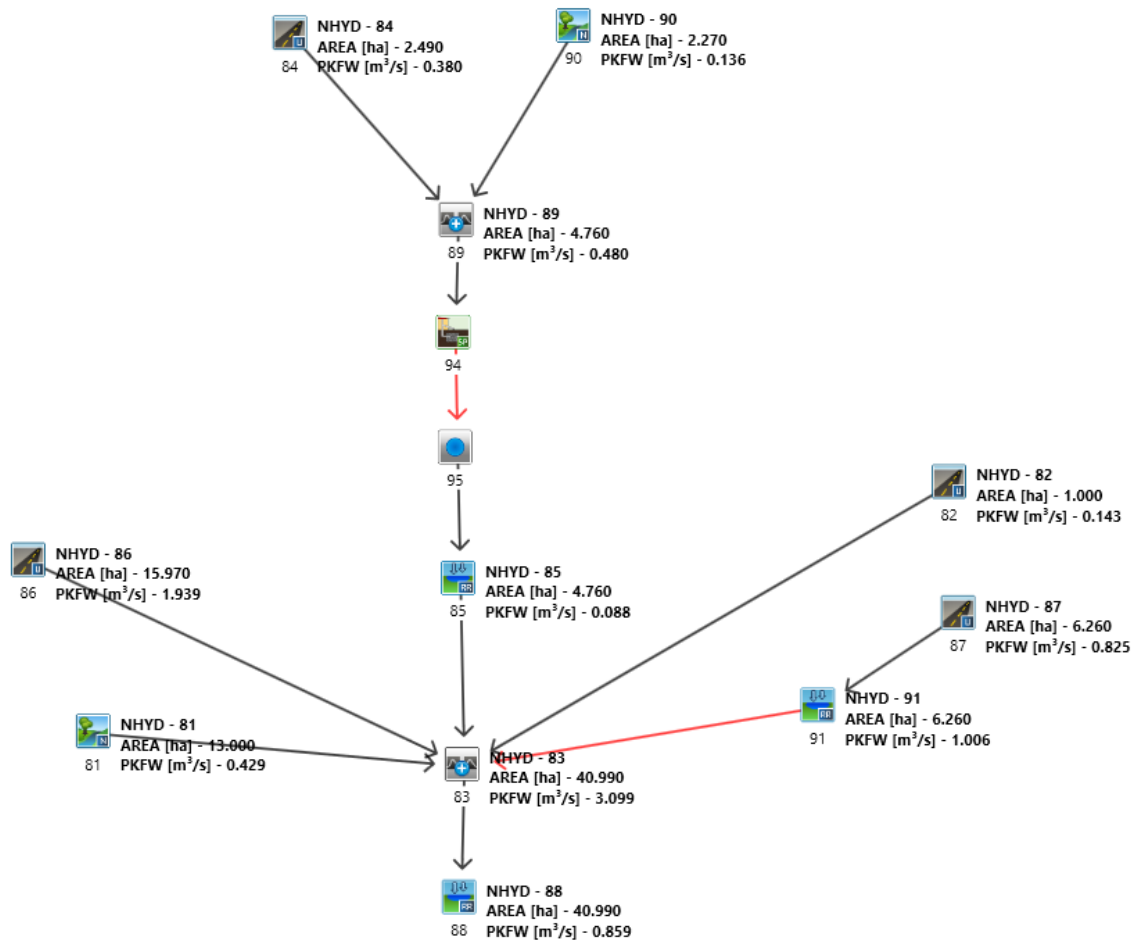 NHYD - 84
AREA [ha] - 2.490
PKFW [m³/s] - 0.380
84
U
NHYD - 90
AREA [ha] - 2.270
PKFW [m³/s] - 0.136
90
N
NHYD - 89
AREA [ha] - 4.760
PKFW [m³/s] - 0.480
89
SP
94
95
NHYD - 82
AREA [ha] - 1.000
PKFW [m³/s] - 0.143
82
U
NHYD - 86
AREA [ha] - 15.970
PKFW [m³/s] - 1.939
86
U
NHYD - 85
AREA [ha] - 4.760
PKFW [m³/s] - 0.088
85
RR
NHYD - 87
AREA [ha] - 6.260
PKFW [m³/s] - 0.825
87
U
NHYD - 91
AREA [ha] - 6.260
PKFW [m³/s] - 1.006
91
RR
NHYD - 81
AREA [ha] - 13.000
PKFW [m³/s] - 0.429
81
N
NHYD - 83
AREA [ha] - 40.990
PKFW [m³/s] - 3.099
83
NHYD - 88
AREA [ha] - 40.990
PKFW [m³/s] - 0.859
88
RR